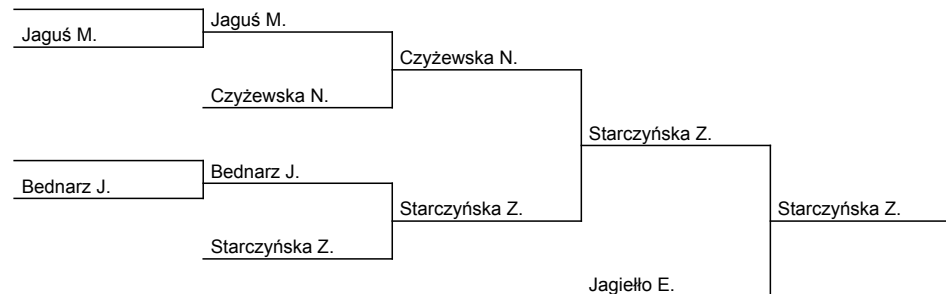 Jaguś M.
Jaguś M.
Czyżewska N.
Czyżewska N.
Starczyńska Z.
Bednarz J.
Bednarz J.
Starczyńska Z.
Starczyńska Z.
Starczyńska Z.
Jagiełło E.